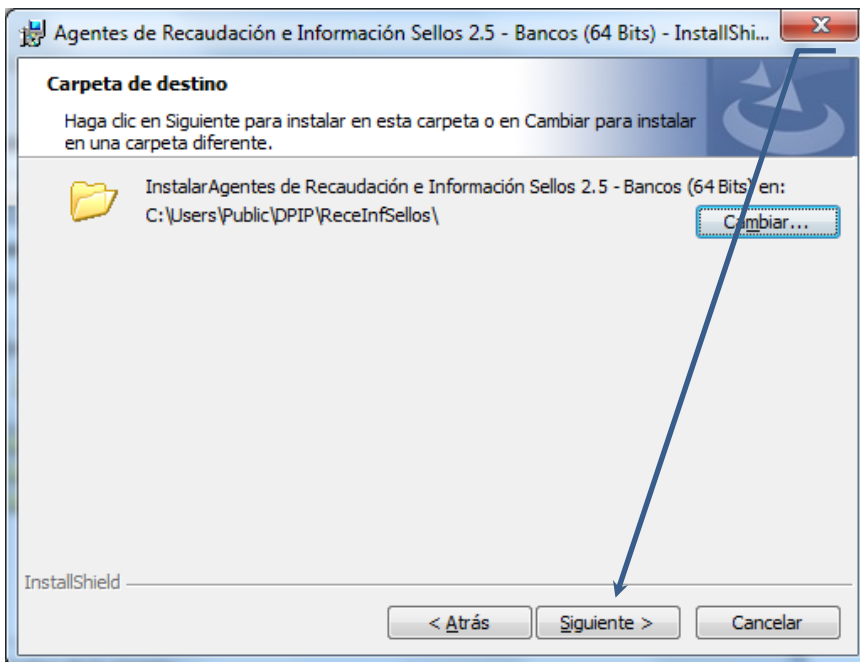 Agentes de Recaudación e Información Sellos 2.5 - Bancos (64 Bits) - InstallShi...
Carpeta de destino
Haga clic en Siguiente para instalar en esta carpeta o en Cambiar para instalar
en una carpeta diferente.
InstalarAgentes de Recaudación e Información Sellos 2.5 - Bancos (64 Bits) en:
C:\Users\Public\DPIP\ReceInfSellos\
Cambiar...
InstallShield
< Atrás
Siguiente >
Cancelar